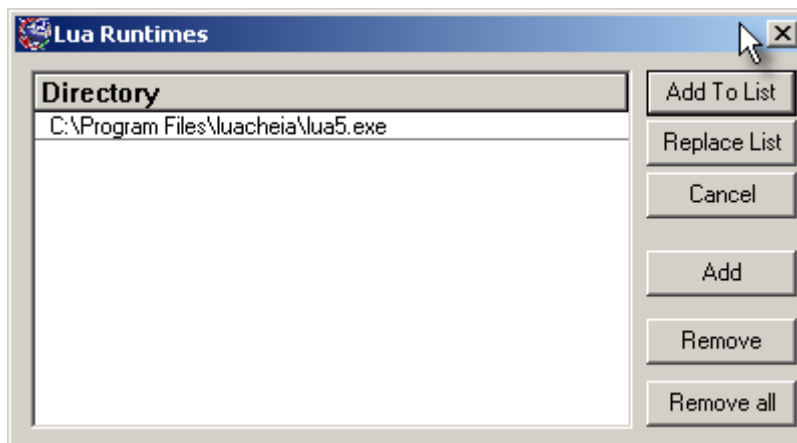 Lua Runtimes
Directory
C:\Program Files\luacheia\lua5.exe
Add To List
Replace List
Cancel
Add
Remove
Remove all